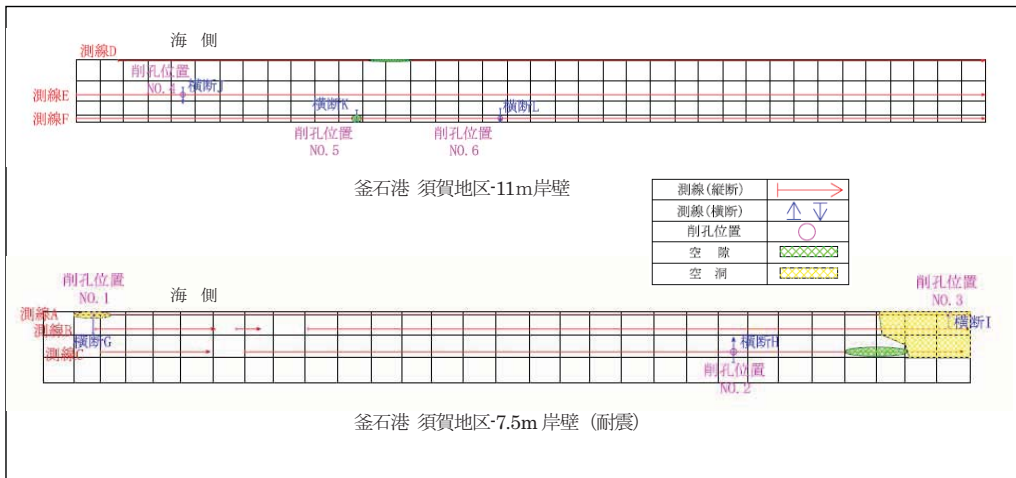 海 側
測線D
削孔位置
NO.4
横断J
測線E
横断K
横断L
測線F
削孔位置
NO.5
削孔位置
NO.6
釜石港 須賀地区-11m岸壁
測線(縦断)
測線(横断)
削孔位置
空 隙
空 洞
削孔位置
NO.1
海 側
削孔位置
NO.3
測線A
測線B
横断I
横断G
測線C
横断H
削孔位置
NO.2
釜石港 須賀地区-7.5m 岸壁 (耐震)